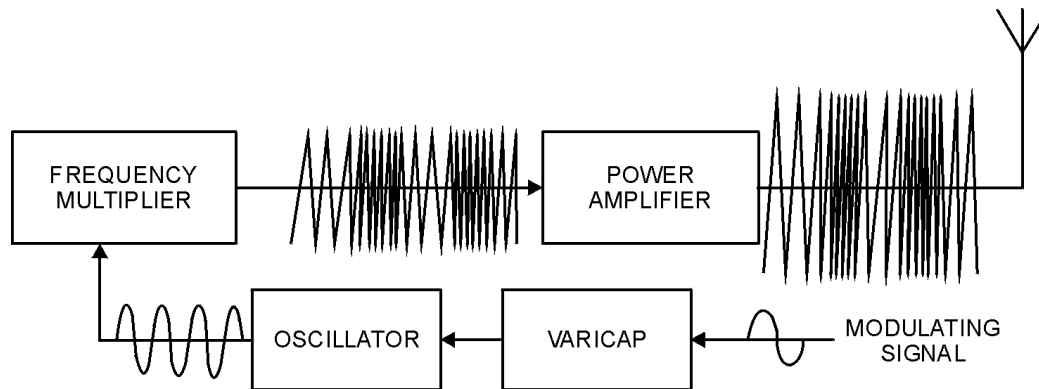 FREQUENCY
MULTIPLIER
POWER
AMPLIFIER
OSCILLATOR
VARICAP
MODULATING
SIGNAL